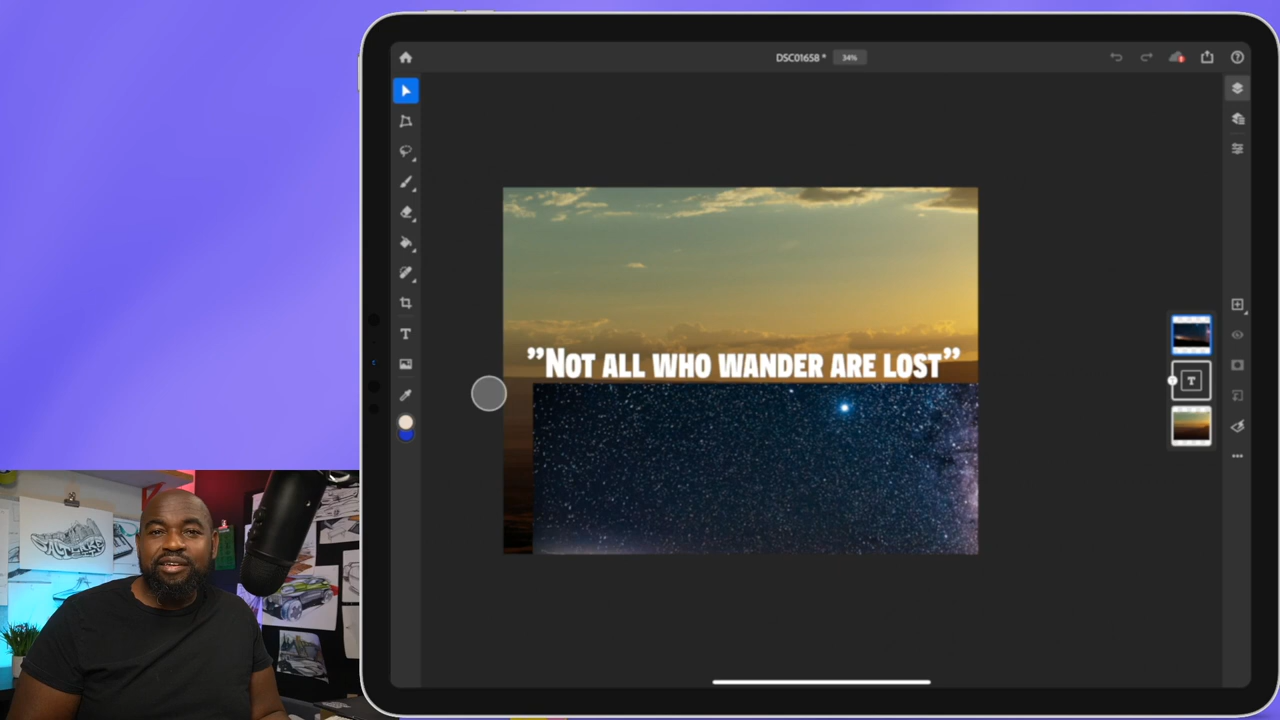 DSC01658 * 34%
T
”Not all who wander are lost”
T